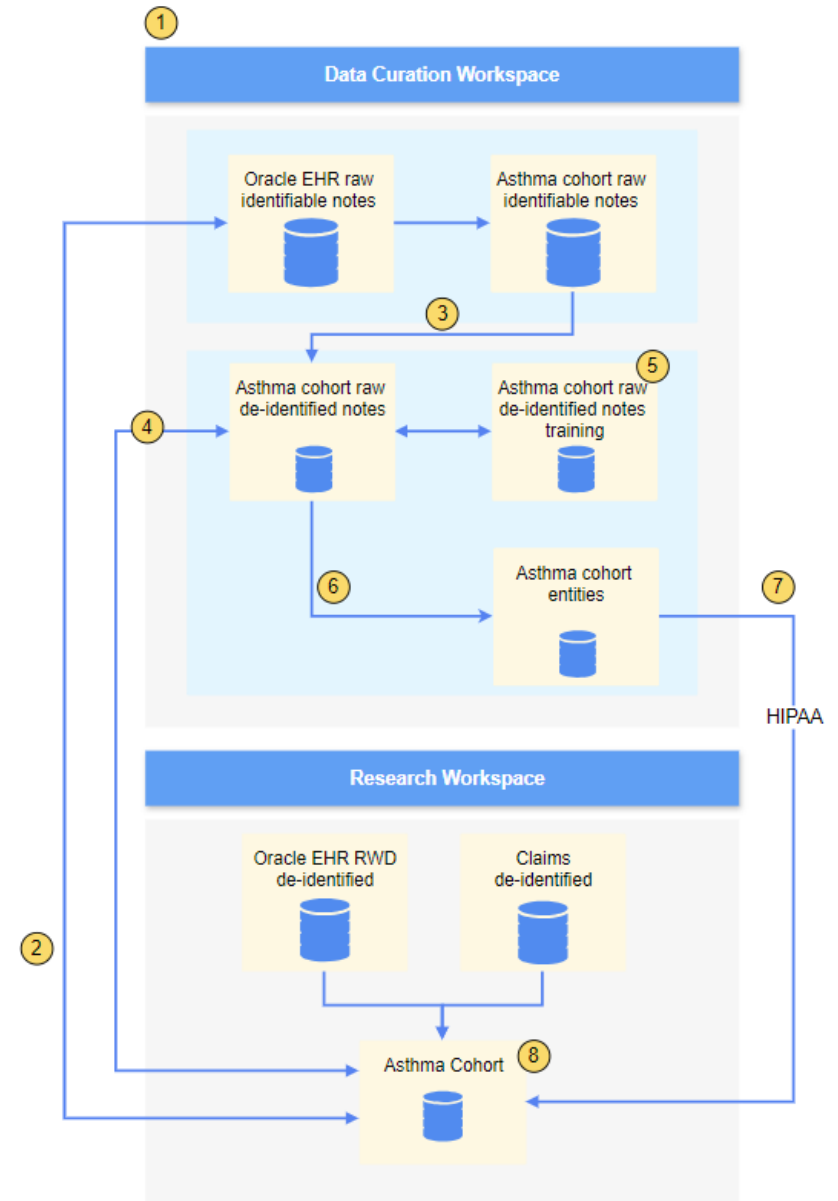 1
Data Curation Workspace
Oracle EHR raw
identifiable notes
Asthma cohort raw
identifiable notes
3
Asthma cohort raw
de-identified notes
5
Asthma cohort raw
de-identified notes
training
4
6
Asthma cohort
entities
7
HIPAA
Research Workspace
Oracle EHR RWD
de-identified
Claims
de-identified
2
Asthma Cohort
8